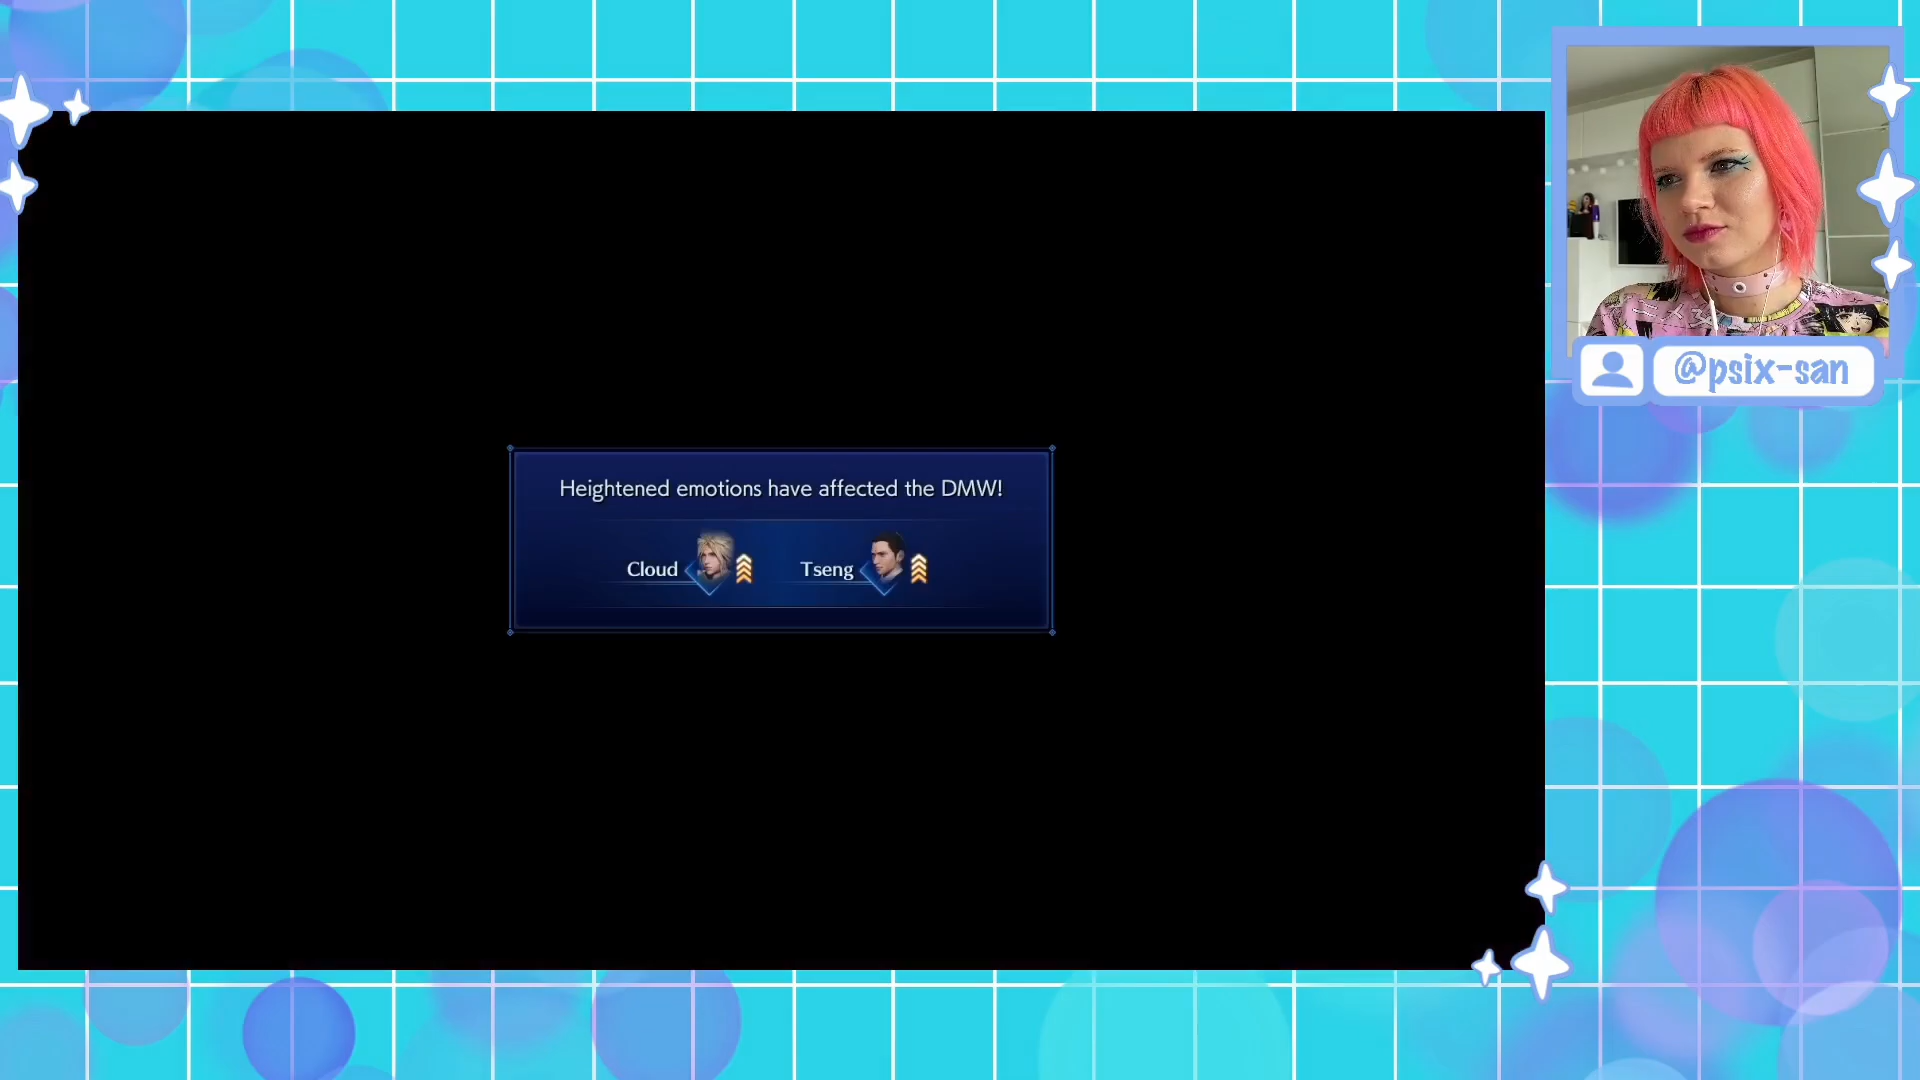 @psix-san
Heightened emotions have affected the DMW!
Cloud
Tseng